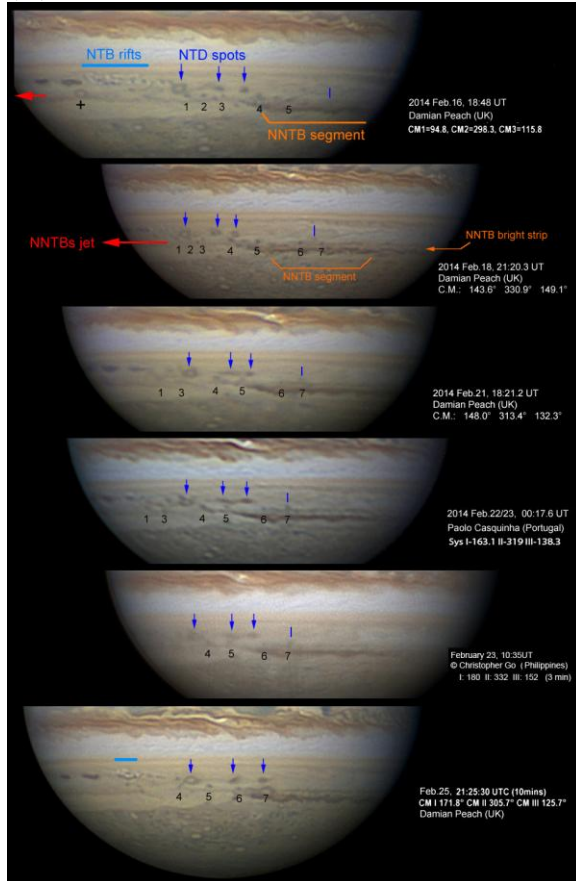 NTB rifts NTD spots
+ 1 2 3 4 5
NNTB segment
2014 Feb.16, 18:48 UT
Damian Peach (UK)
CM1=94.8, CM2=298.3, CM3=115.8
NNTBs jet
1 2 3 4 5 6 7
NNTB segment
NNTB bright strip
2014 Feb.18, 21:20.3 UT
Damian Peach (UK)
C.M.: 143.6° 330.9° 149.1°
1 3 4 5 6 7
2014 Feb.21, 18:21.2 UT
Damian Peach (UK)
C.M.: 148.0° 313.4° 132.3°
1 3 4 5 6 7
2014 Feb.22/23, 00:17.6 UT
Paolo Casquinha (Portugal)
Sys I-163.1 II-319 III-138.3
4 5 6 7
February 23, 10:35UT
© Christopher Go (Philippines)
I: 180 II: 332 III: 152 (3 min)
4 5 6 7
Feb.25, 21:25:30 UTC (10mins)
CM I 171.8° CM II 305.7° CM III 125.7°
Damian Peach (UK)